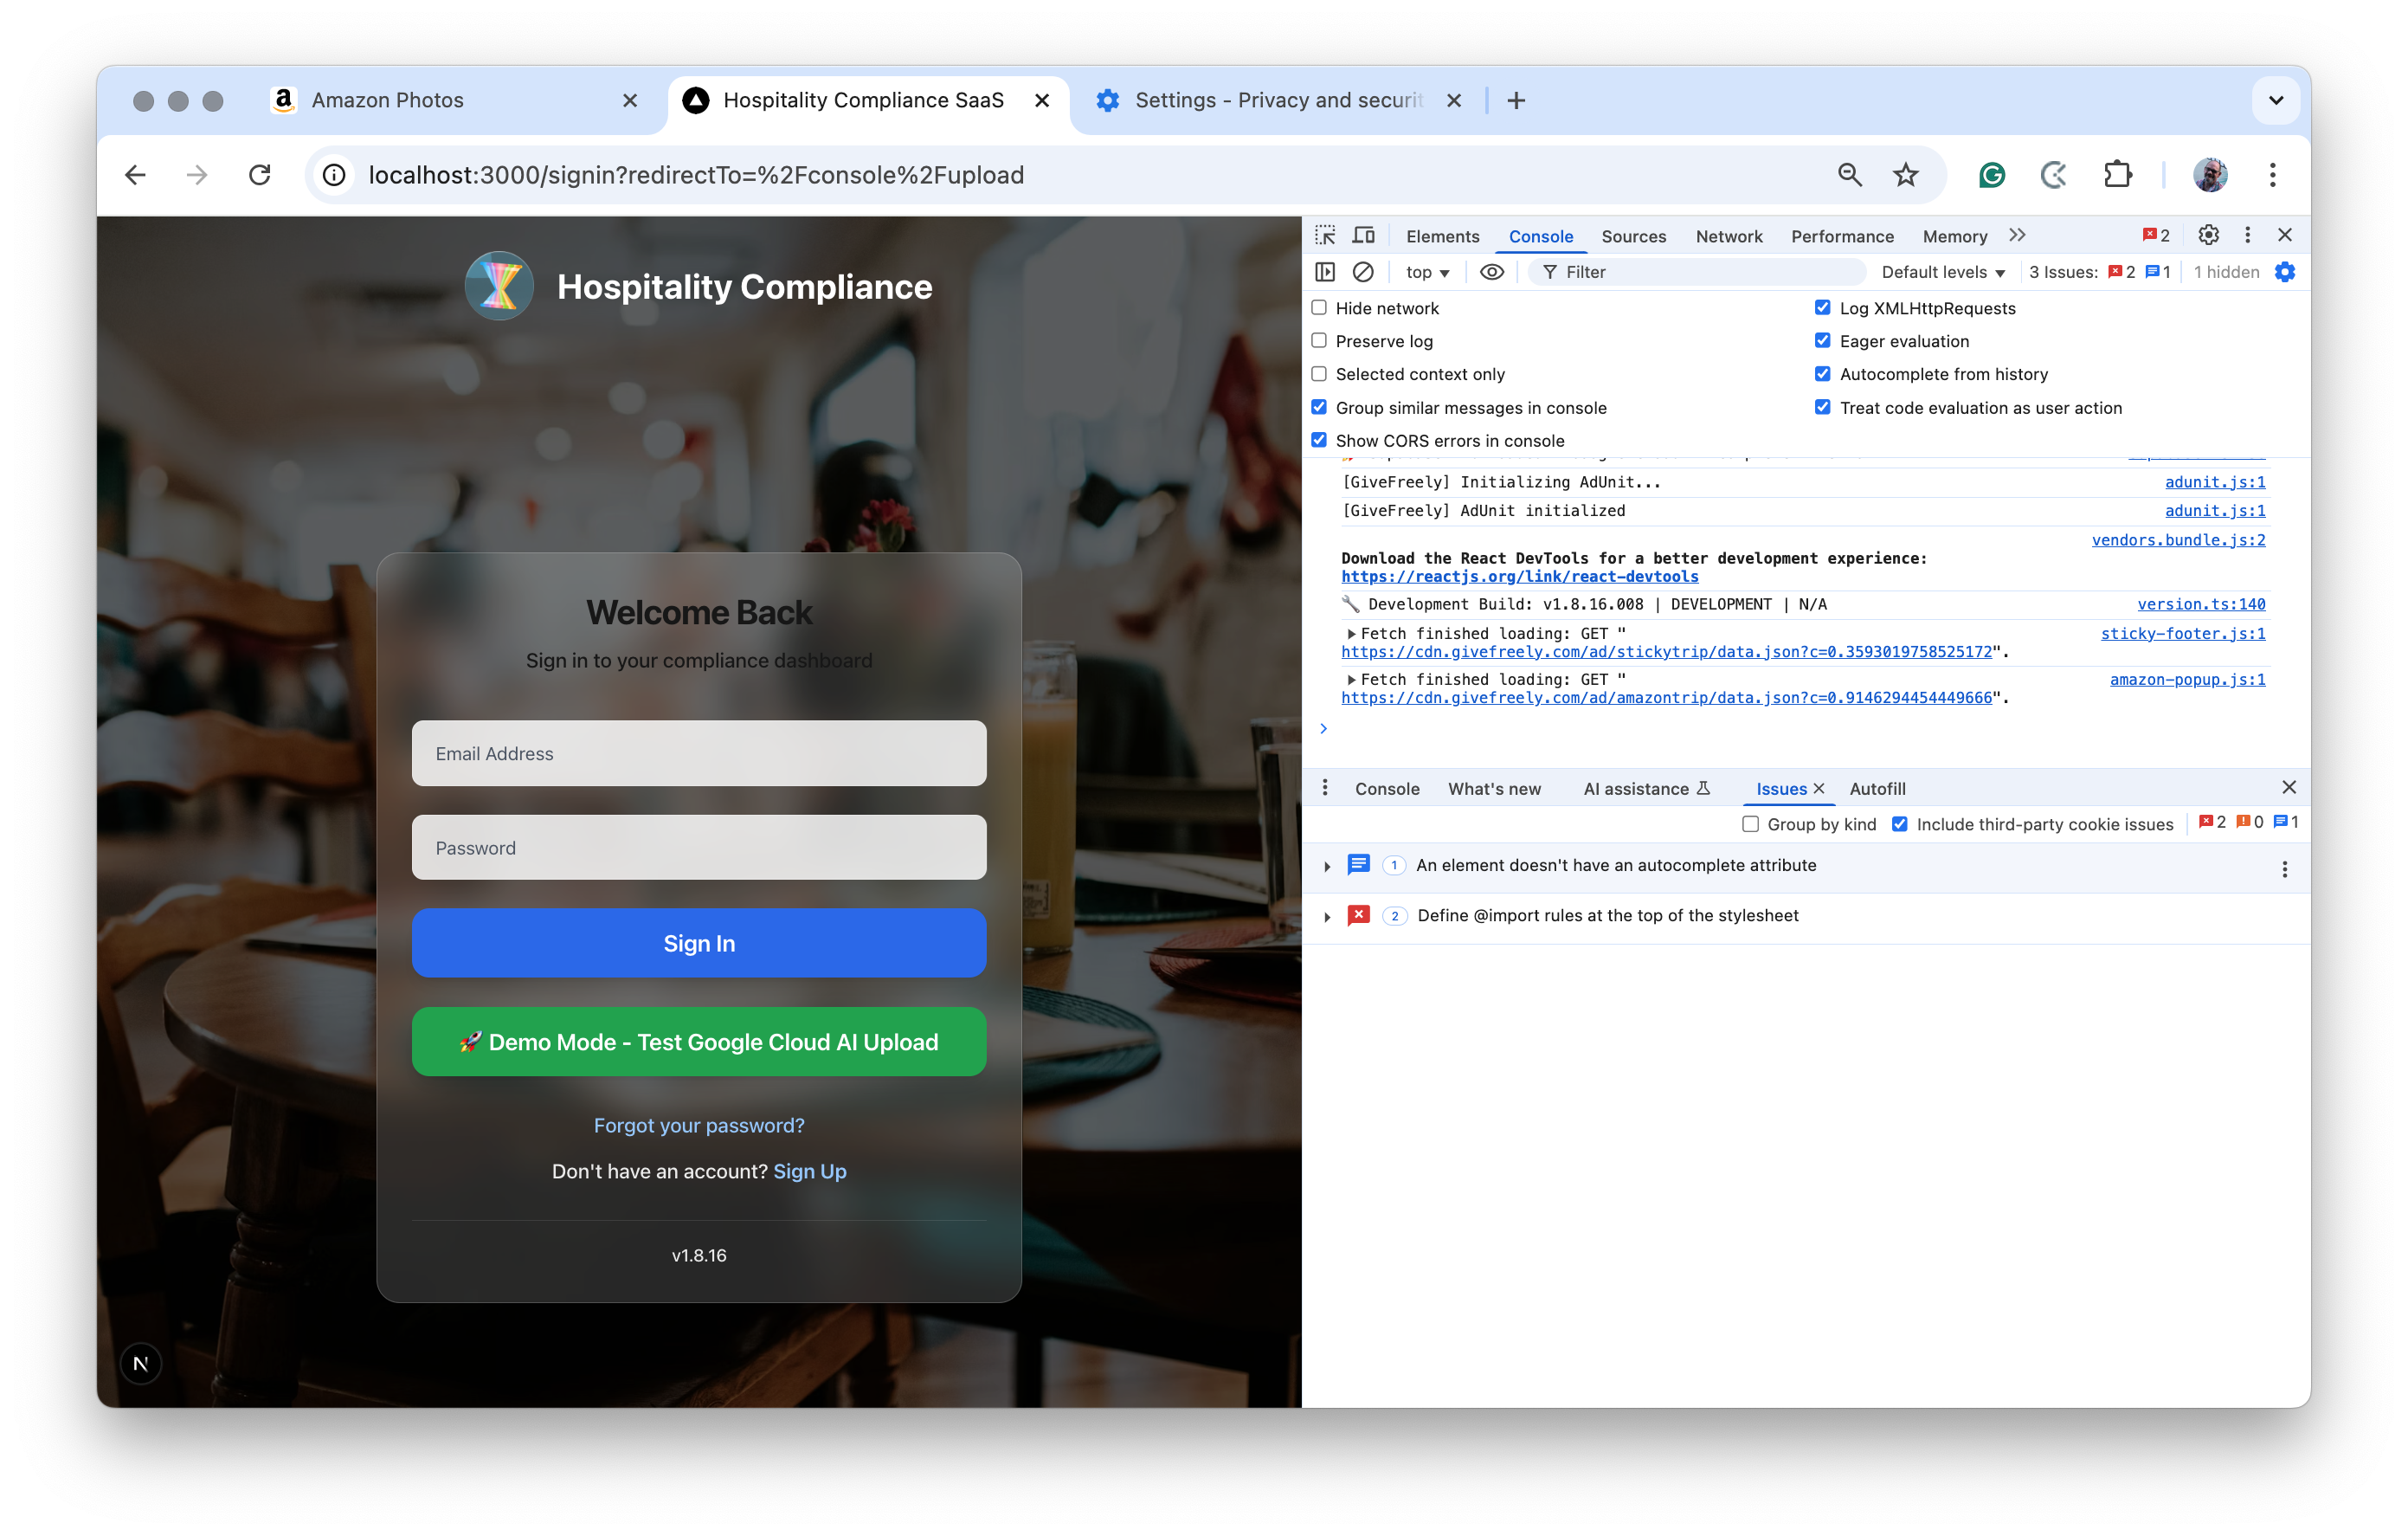 Amazon Photos
Hospitality Compliance SaaS
Settings - Privacy and securit
localhost:3000/signin?redirectTo=%2Fconsole%2Fupload
Hospitality Compliance
Welcome Back
Sign in to your compliance dashboard
Email Address
Password
Sign In
🚀 Demo Mode - Test Google Cloud AI Upload
Forgot your password?
Don't have an account? Sign Up
v1.8.16
N
Elements Console Sources Network Performance Memory 2
top Filter Default levels 3 Issues: 2 1 1 hidden
Hide network Log XMLHttpRequests
Preserve log Eager evaluation
Selected context only Autocomplete from history
Group similar messages in console Treat code evaluation as user action
Show CORS errors in console
[GiveFreely] Initializing AdUnit... adunit.js:1
[GiveFreely] AdUnit initialized adunit.js:1
vendors.bundle.js:2
Download the React DevTools for a better development experience:
https://reactjs.org/link/react-devtools
🔧 Development Build: v1.8.16.008 | DEVELOPMENT | N/A version.ts:140
Fetch finished loading: GET " sticky-footer.js:1
https://cdn.givefreely.com/ad/stickytrip/data.json?c=0.3593019758525172".
Fetch finished loading: GET " amazon-popup.js:1
https://cdn.givefreely.com/ad/amazontrip/data.json?c=0.9146294454449666".
Console What's new AI assistance Issues Autofill
Group by kind Include third-party cookie issues 2 0 1
1 An element doesn't have an autocomplete attribute
2 Define @import rules at the top of the stylesheet